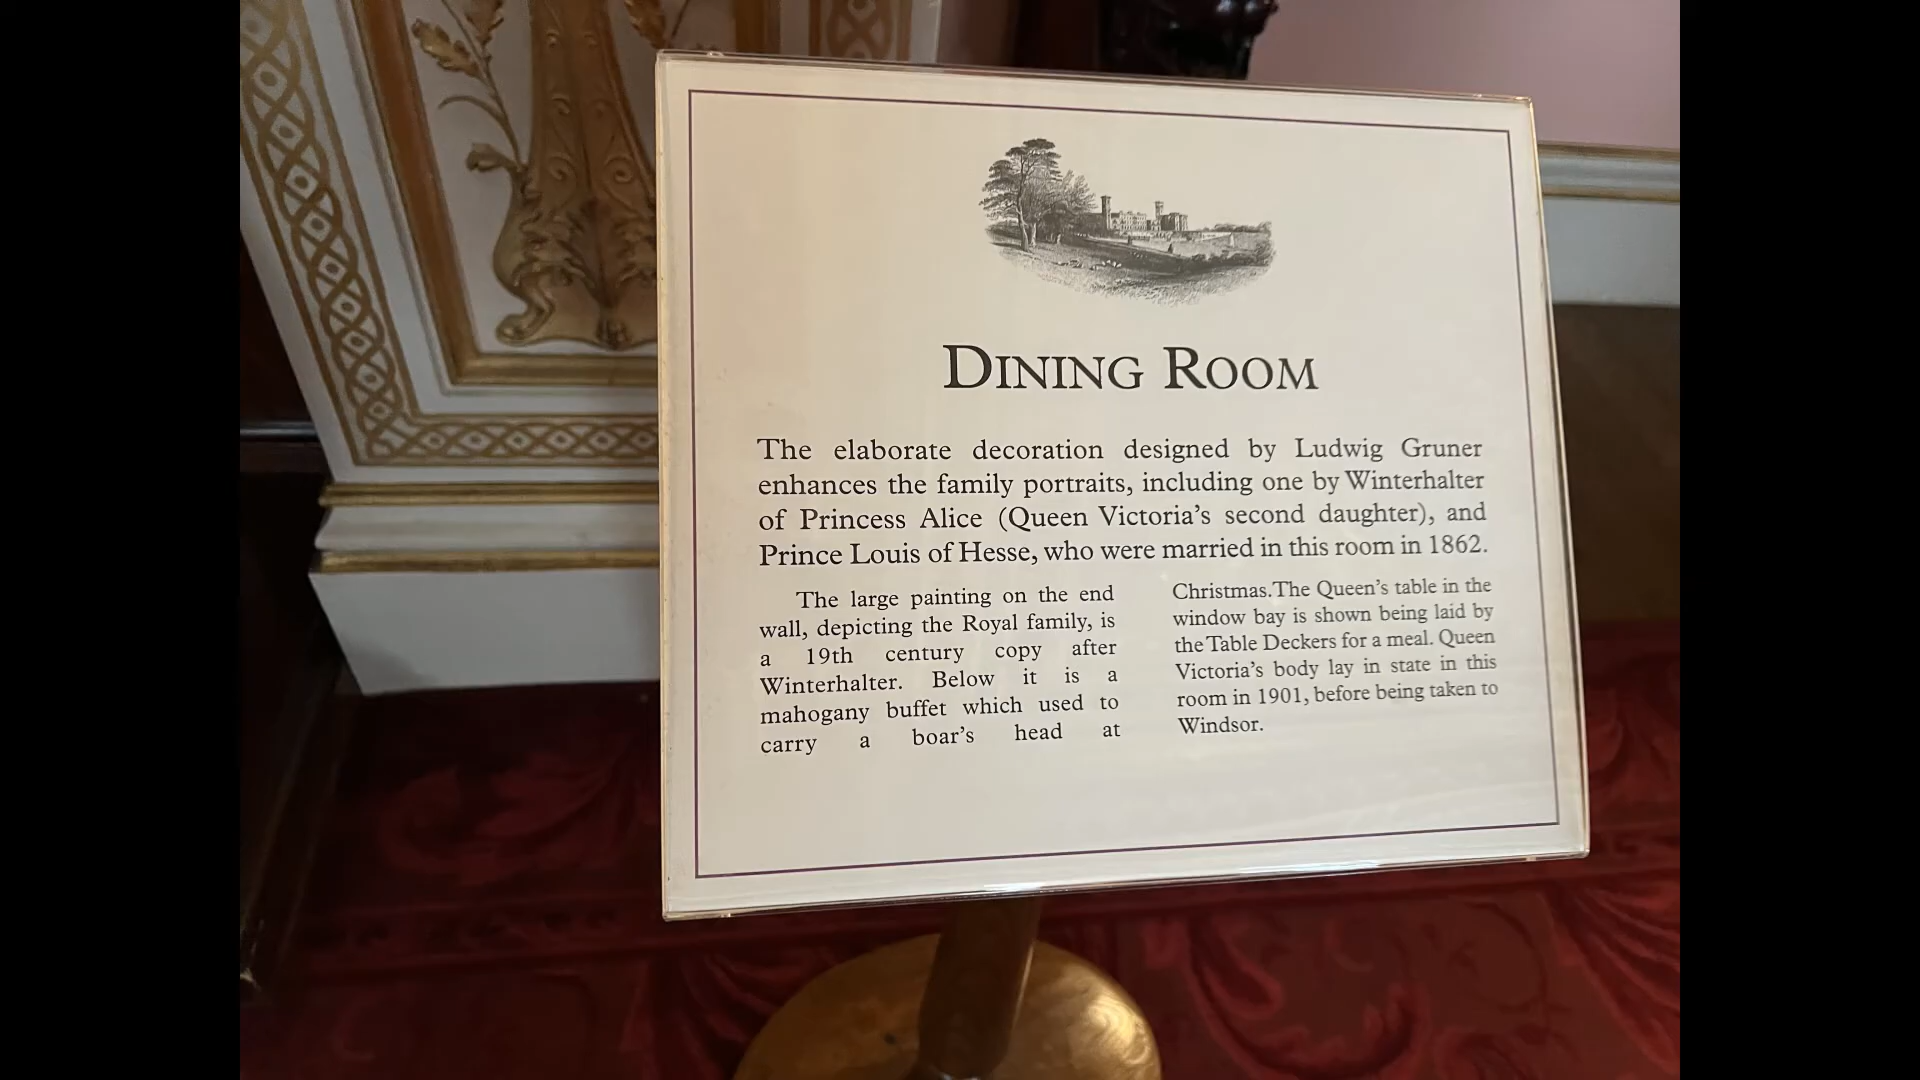 DINING ROOM
The elaborate decoration designed by Ludwig Gruner
enhances the family portraits, including one by Winterhalter
of Princess Alice (Queen Victoria's second daughter), and
Prince Louis of Hesse, who were married in this room in 1862.
The large painting on the end
wall, depicting the Royal family, is
a 19th century copy after
Winterhalter. Below it is a
mahogany buffet which used to
carry a boar's head at
Christmas. The Queen's table in the
window bay is shown being laid by
the Table Deckers for a meal. Queen
Victoria's body lay in state in this
room in 1901, before being taken to
Windsor.